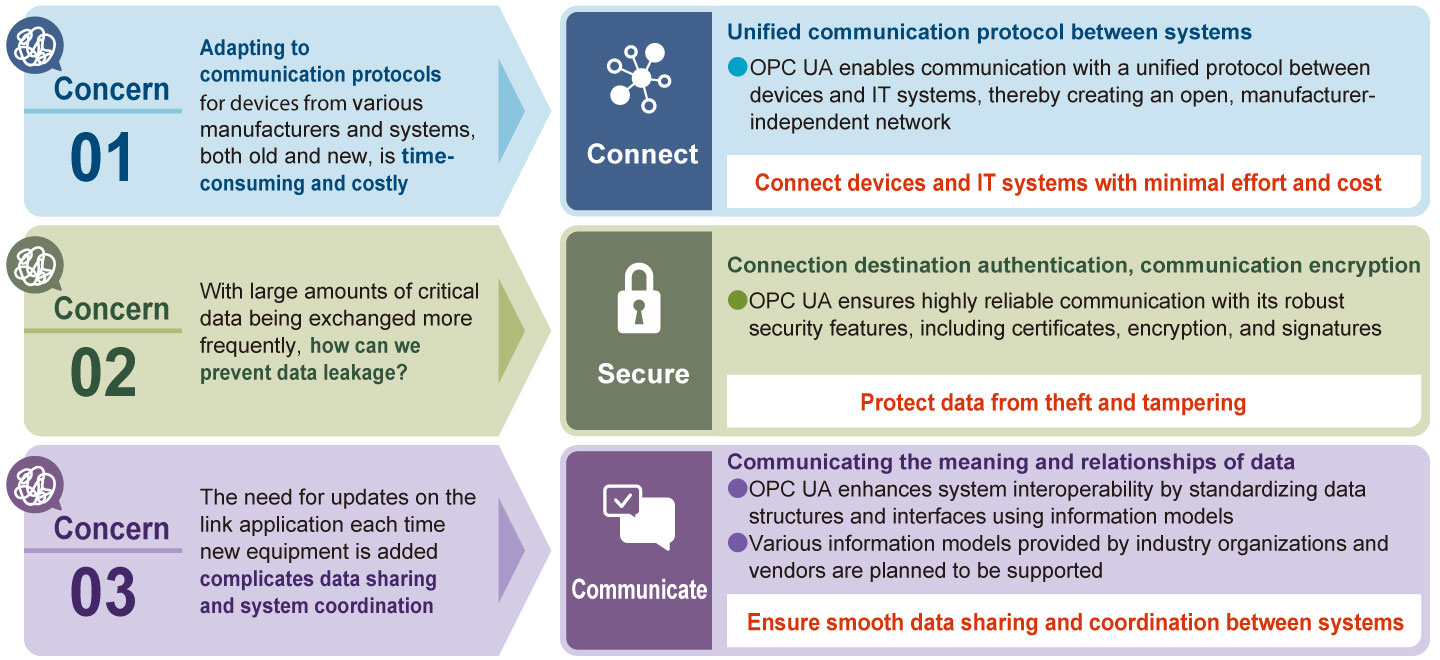 Concern
01
Adapting to
communication protocols
for devices from various
manufacturers and systems,
both old and new, is time-
consuming and costly
Connect
Unified communication protocol between systems
OPC UA enables communication with a unified protocol between
devices and IT systems, thereby creating an open, manufacturer-
independent network
Connect devices and IT systems with minimal effort and cost
Concern
02
With large amounts of critical
data being exchanged more
frequently, how can we
prevent data leakage?
Secure
Connection destination authentication, communication encryption
OPC UA ensures highly reliable communication with its robust
security features, including certificates, encryption, and signatures
Protect data from theft and tampering
Concern
03
The need for updates on the
link application each time
new equipment is added
complicates data sharing
and system coordination
Communicate
Communicating the meaning and relationships of data
OPC UA enhances system interoperability by standardizing data
structures and interfaces using information models
Various information models provided by industry organizations and
vendors are planned to be supported
Ensure smooth data sharing and coordination between systems